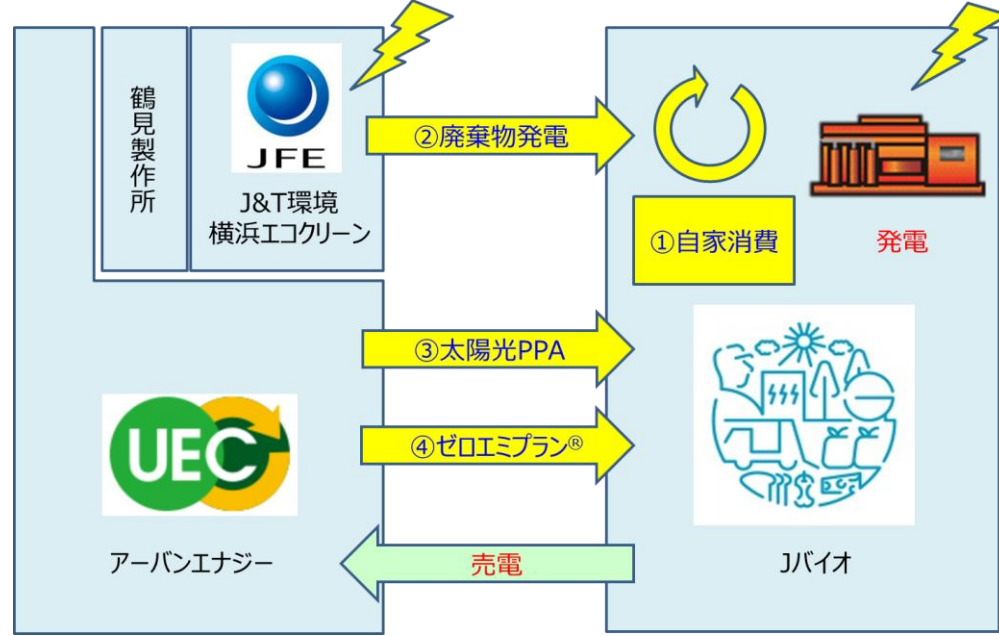 鶴見製作所
JFE
J&T環境
横浜エコクリーン
②廃棄物発電
①自家消費
発電
③太陽光PPA
④ゼロエミプラン®
UEC
アーバンエナジー
売電
Jバイオ